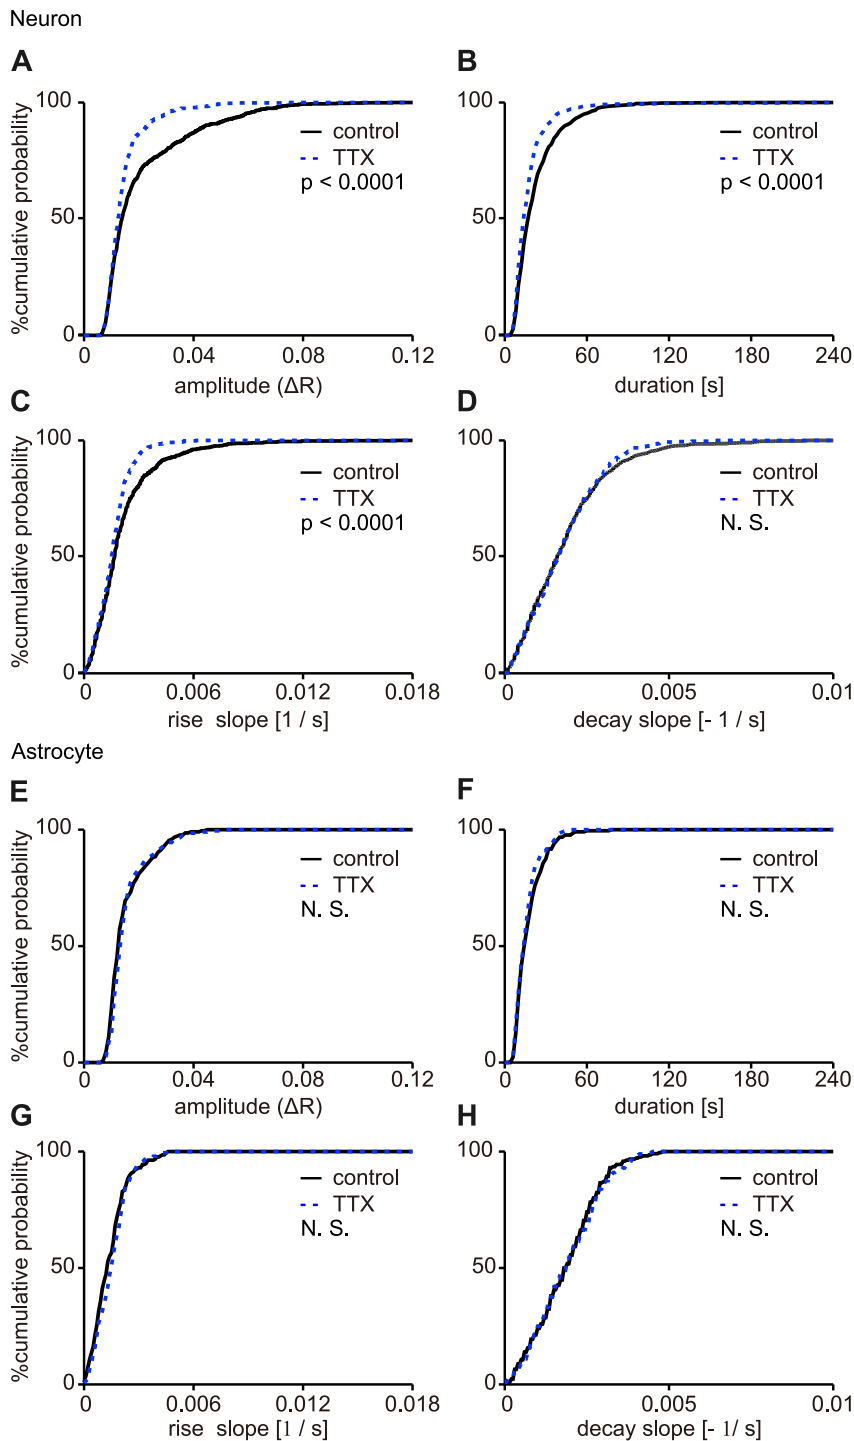 Neuron
A
%cumulative probability
100
50
0
control
TTX
p < 0.0001
0
0.04
0.08
0.12
amplitude (ΔR)
B
100
50
0
control
TTX
p < 0.0001
0
60
120
180
240
duration [s]
C
%cumulative probability
100
50
0
control
TTX
p < 0.0001
0
0.006
0.012
0.018
rise slope [1 / s]
D
100
50
0
control
TTX
N. S.
0
0.005
0.01
decay slope [- 1 / s]
Astrocyte
E
%cumulative probability
100
50
0
control
TTX
N. S.
0
0.04
0.08
0.12
amplitude (ΔR)
F
100
50
0
control
TTX
N. S.
0
60
120
180
240
duration [s]
G
%cumulative probability
100
50
0
control
TTX
N. S.
0
0.006
0.012
0.018
rise slope [1 / s]
H
100
50
0
control
TTX
N. S.
0
0.005
0.01
decay slope [- 1/ s]